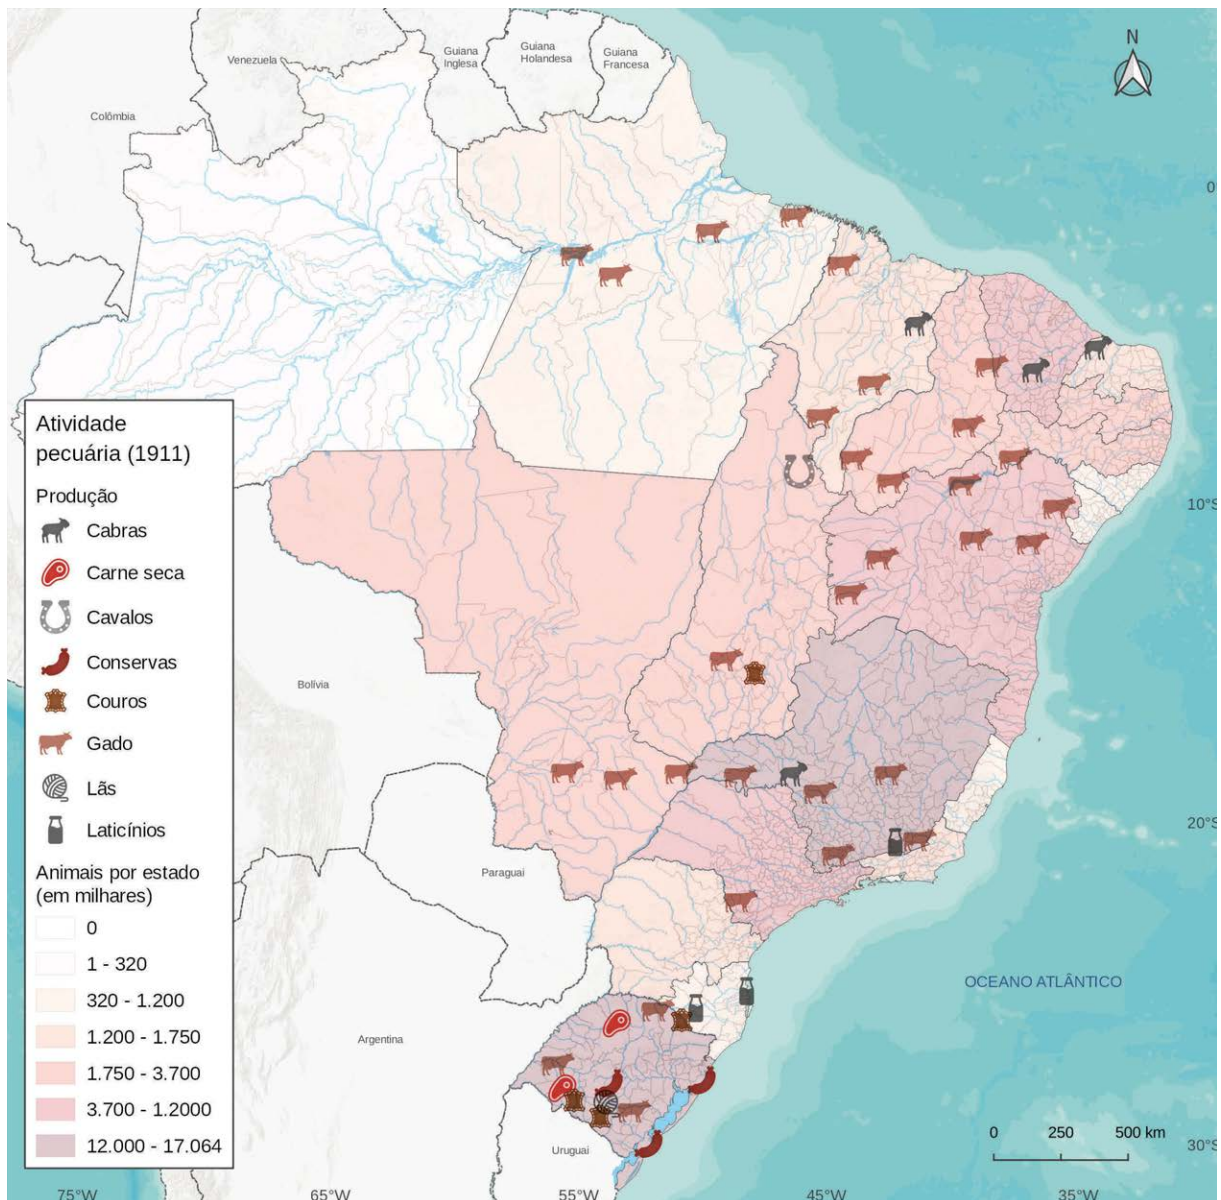 Venezuela
Guiana
Inglesa
Guiana
Holandesa
Guiana
Francesa
N
Colômbia
0
Atividade
pecuária (1911)
Produção
Cabras
Carne seca
Cavalos
Conservas
Couros
Gado
Lãs
Laticínios
Animais por estado
(em milhares)
0
1 - 320
320 - 1.200
1.200 - 1.750
1.750 - 3.700
3.700 - 1.2000
12.000 - 17.064
10°S
Bolívia
20°S
Paraguai
OCEANO ATLÂNTICO
Argentina
Uruguai
0 250 500 km
30°S
75°W 65°W 55°W 45°W 35°W